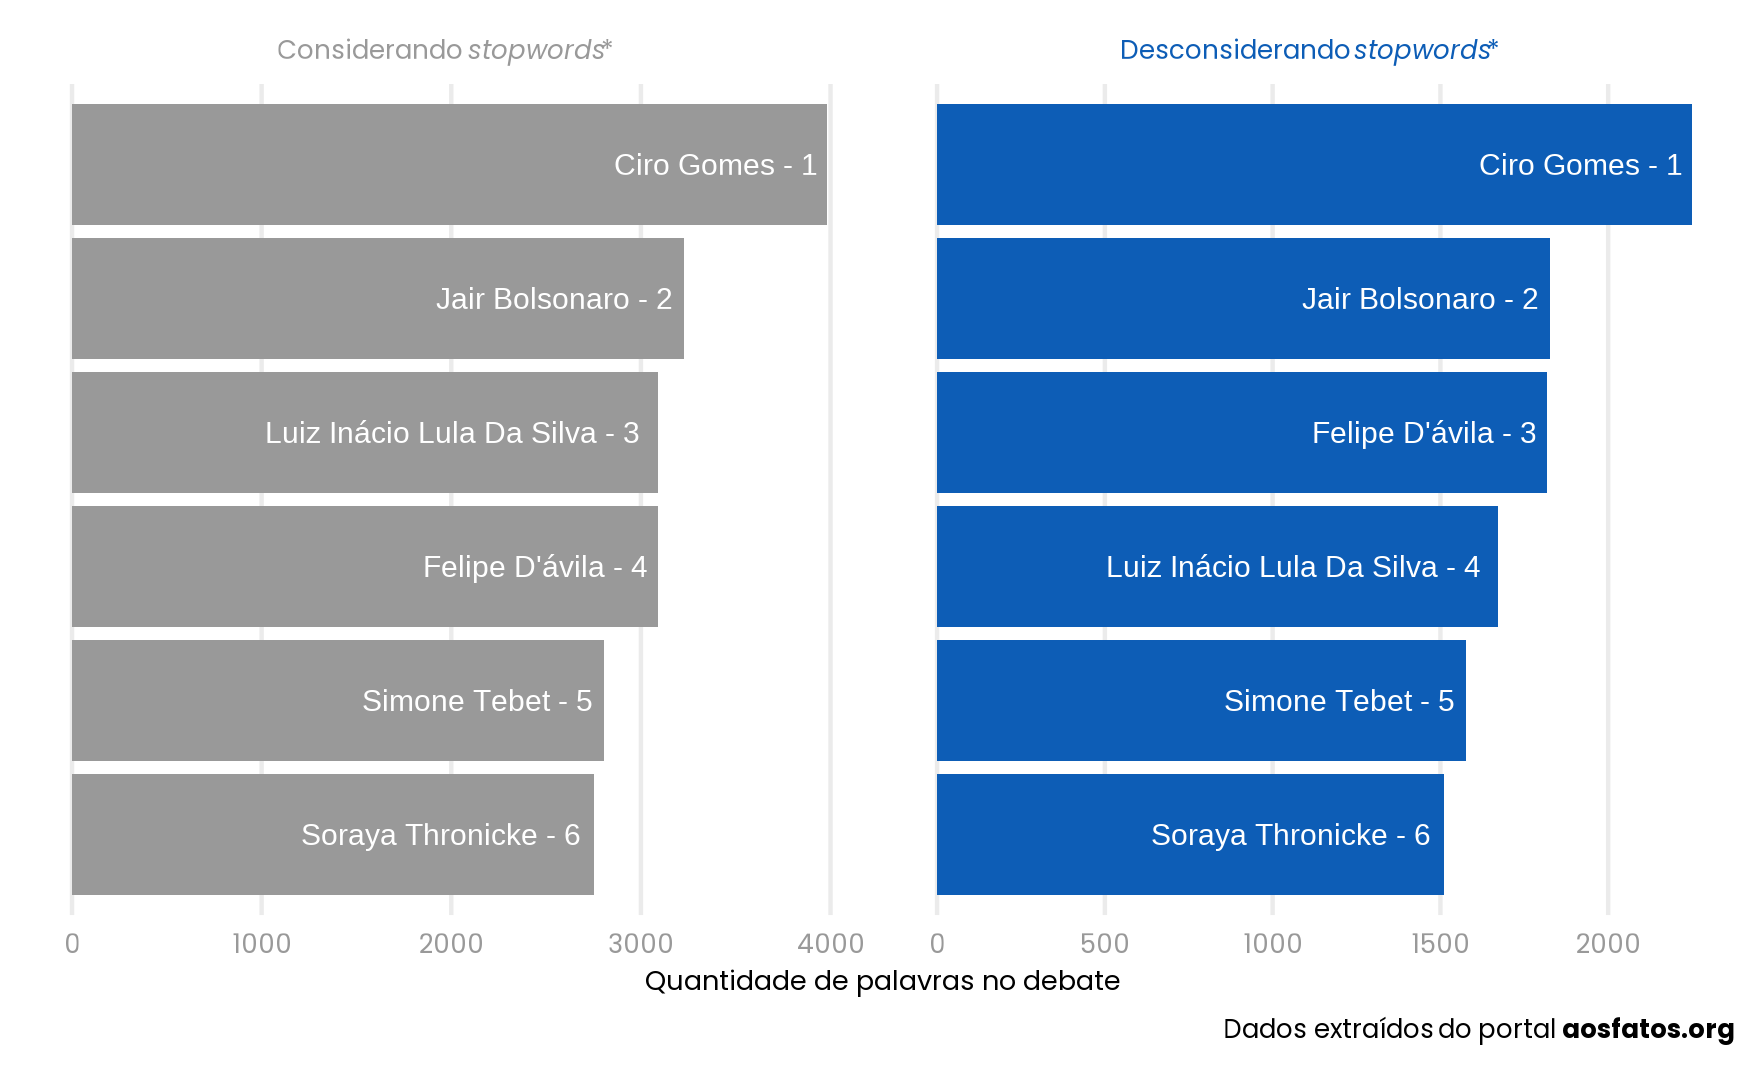 Considerando stopwords*
Ciro Gomes - 1
Jair Bolsonaro - 2
Luiz Inácio Lula Da Silva - 3
Felipe D'ávila - 4
Simone Tebet - 5
Soraya Thronicke - 6
0 1000 2000 3000 4000
Desconsiderando stopwords*
Ciro Gomes - 1
Jair Bolsonaro - 2
Felipe D'ávila - 3
Luiz Inácio Lula Da Silva - 4
Simone Tebet - 5
Soraya Thronicke - 6
0 500 1000 1500 2000
Quantidade de palavras no debate
Dados extraídos do portal aosfatos.org